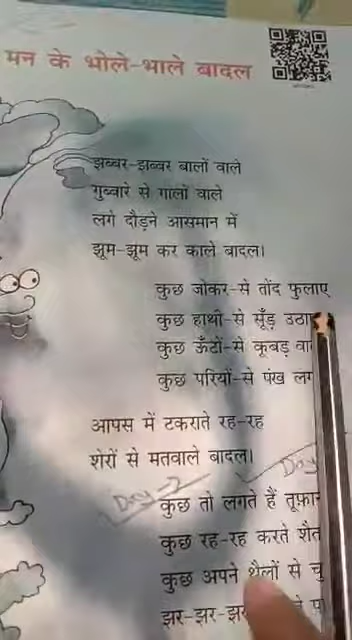 मन के भोले-भाले बादल
झब्बर-झब्बर बालों वाले
गुब्बारे से गालों वाले
लगे दौड़ने आसमान में
झूम-झूम कर काले बादल।
कुछ जोकर-से तोंद फुलाए
कुछ हाथी-से सूँड़ उठा
कुछ ऊँटों-से कूबड़ वा
कुछ परियों-से पंख लग
आपस में टकराते रह-रह
शेरों से मतवाले बादल।
Day
Day-2
कुछ तो लगते हैं तूफ़ा
कुछ रह-रह करते शैत
कुछ अपने थैलों से चु
झर-झर-झर